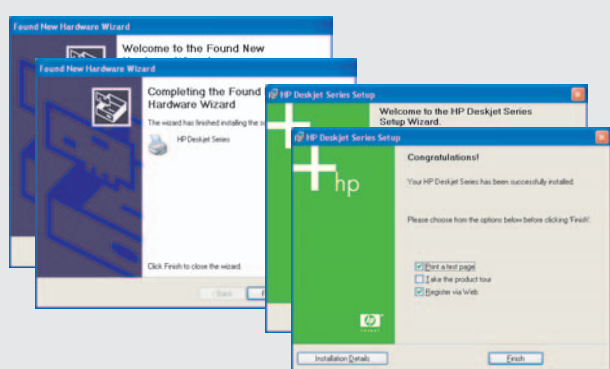 Found New Hardware Wizard
Welcome to the Found New
Found New Hardware Wizard
Completing the Found
Hardware Wizard
The wizard has finished installing the
HP Deskjet Series
Click Finish to close the wizard.
< Back
HP Deskjet Series Setup
Welcome to the HP Deskjet Series
Setup Wizard.
HP Deskjet Series Setup
hp
Congratulations!
Your HP Deskjet Series has been successfully installed.
Please choose from the options below before clicking 'Finish'.
Print a test page
Take the product tour
Register via Web
invent
Installation Details
Finish